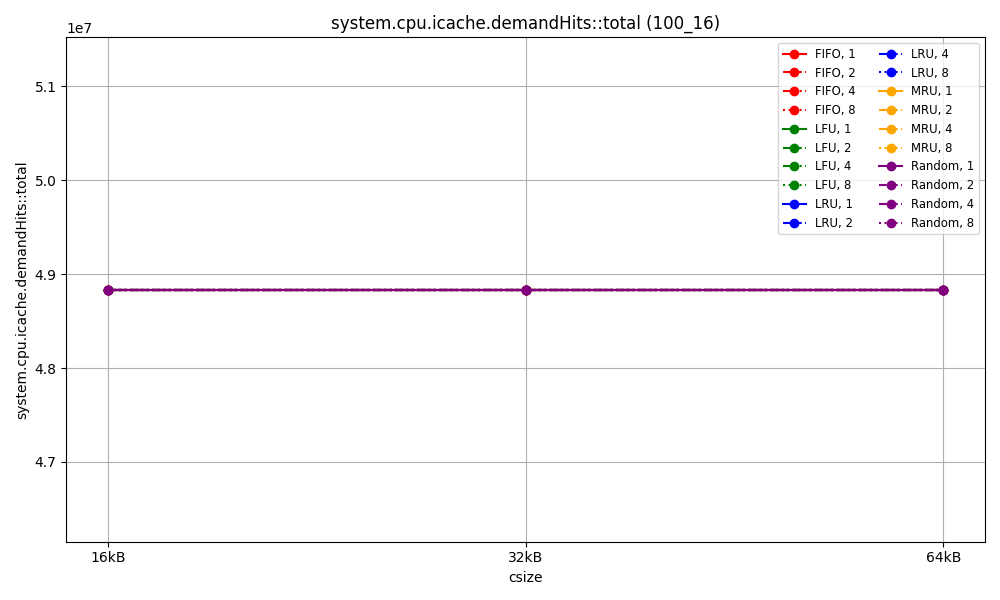 system.cpu.icache.demandHits::total (100_16)
1e7
5.1
5.0
4.9
4.8
4.7
system.cpu.icache.demandHits::total
FIFO, 1
FIFO, 2
FIFO, 4
FIFO, 8
LFU, 1
LFU, 2
LFU, 4
LFU, 8
LRU, 1
LRU, 2
LRU, 4
LRU, 8
MRU, 1
MRU, 2
MRU, 4
MRU, 8
Random, 1
Random, 2
Random, 4
Random, 8
16kB
32kB
64kB
csize